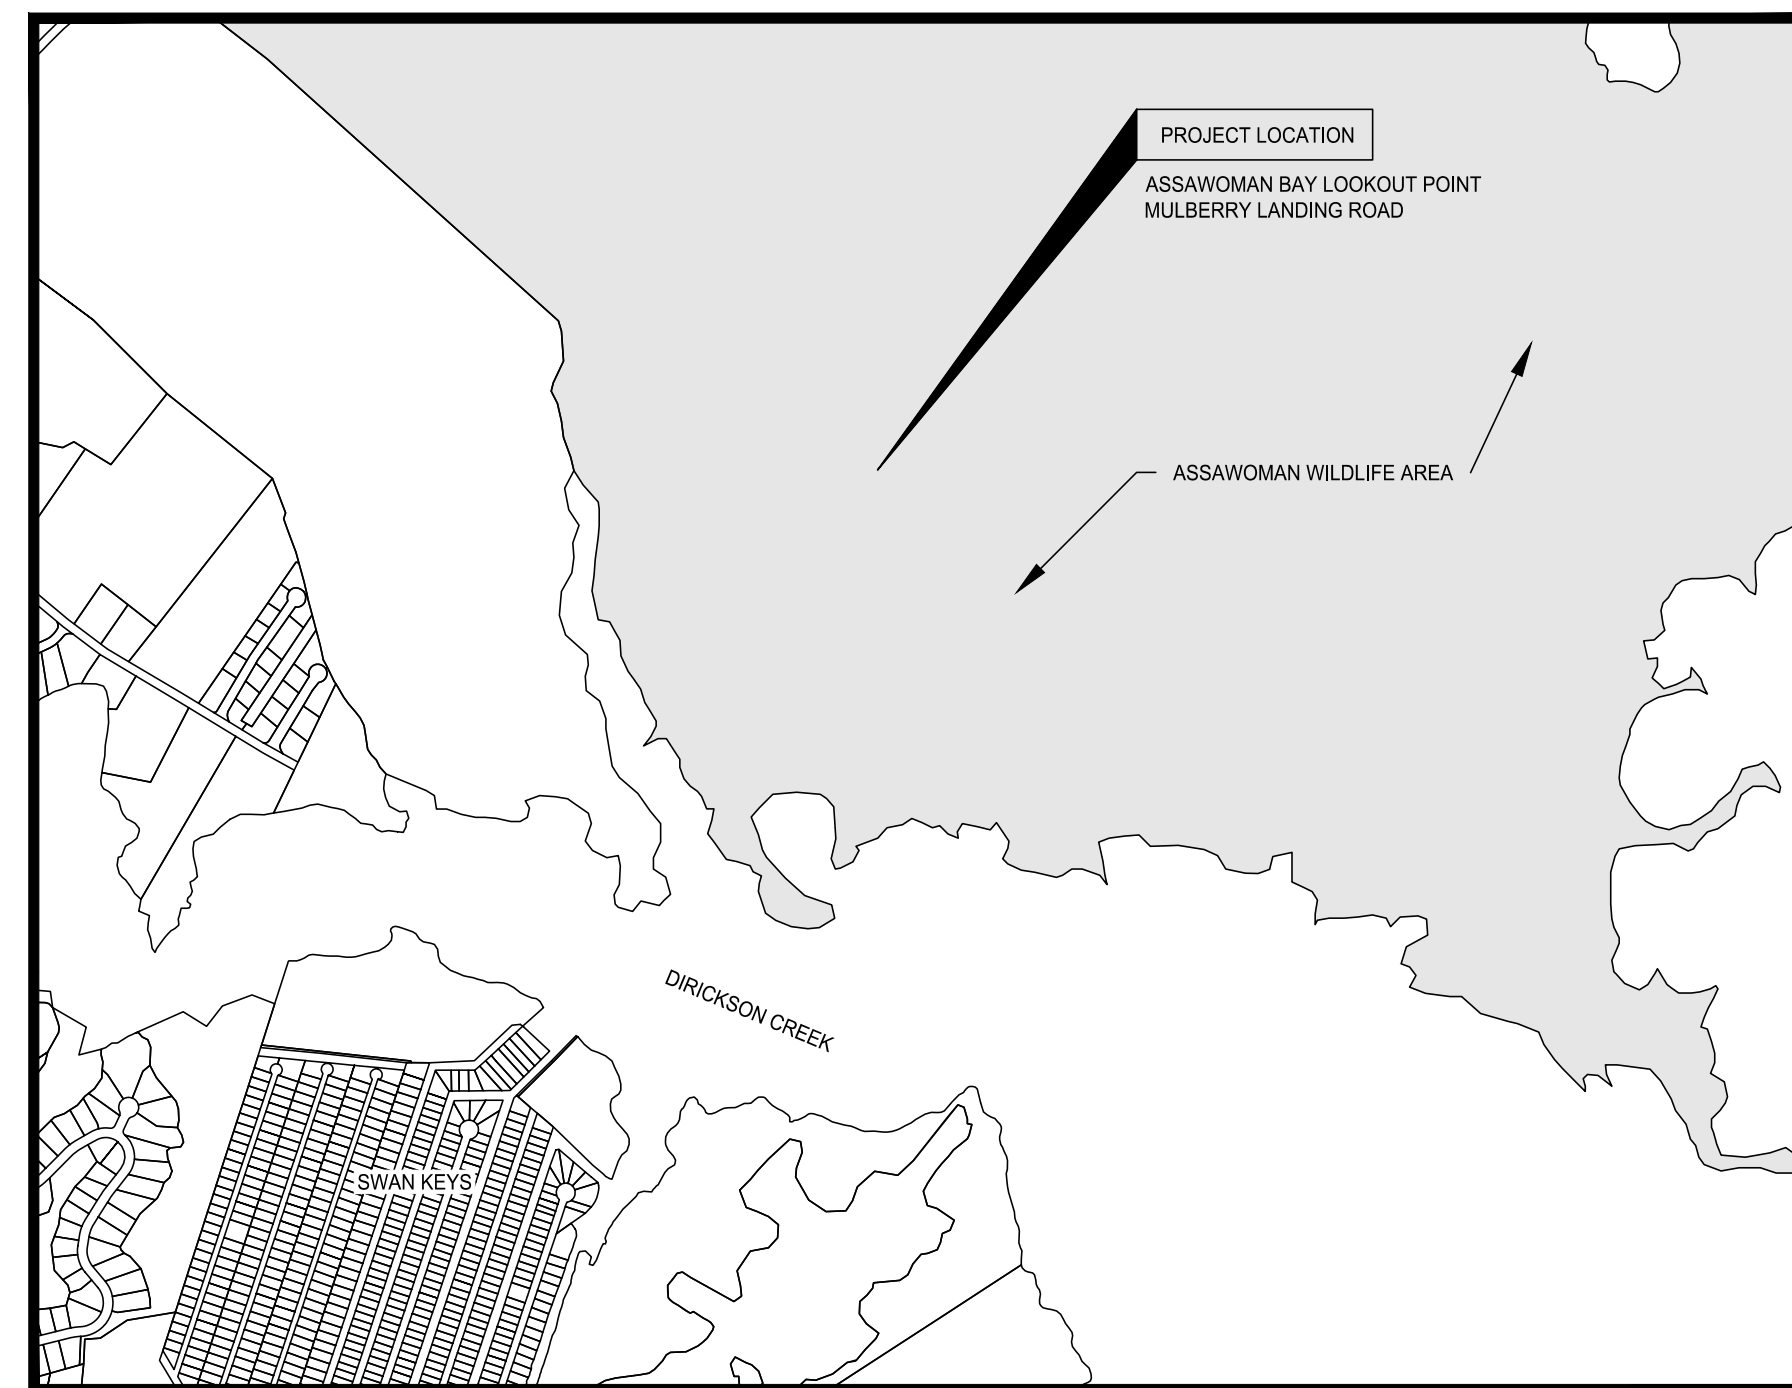 PROJECT LOCATION
ASSAWOMAN BAY LOOKOUT POINT
MULBERRY LANDING ROAD
ASSAWOMAN WILDLIFE AREA
DIRICKSON CREEK
SWAN KEYS